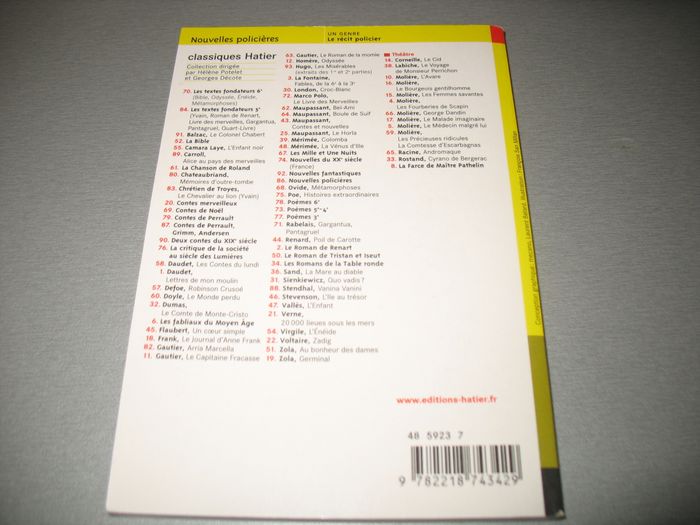 Nouvelles policières
UN GENRE
Le récit policier
classiques Hatier
Collection dirigée
par Hélène Potelet
et Georges Décote
70. Les textes fondateurs 6e
(Bible, Odyssée, Énéide,
Métamorphoses)
84. Les textes fondateurs 5e
(Yvain, Roman de Renart,
Livre des merveilles, Gargantua,
Pantagruel, Quart-Livre)
91. Balzac, Le Colonel Chabert
52. La Bible
55. Camara Laye, L'Enfant noir
89. Carroll,
Alice au pays des merveilles
61. La Chanson de Roland
80. Chateaubriand,
Mémoires d'outre-tombe
83. Chrétien de Troyes,
Le Chevalier au lion (Yvain)
20. Contes merveilleux
69. Contes de Noël
79. Contes de Perrault
87. Contes de Perrault,
Grimm, Andersen
90. Deux contes du XIXe siècle
76. La critique de la société
au siècle des Lumières
58. Daudet, Les Contes du lundi
1. Daudet,
Lettres de mon moulin
57. Defoe, Robinson Crusoé
60. Doyle, Le Monde perdu
32. Dumas,
Le Comte de Monte-Cristo
6. Les fabliaux du Moyen Âge
45. Flaubert, Un cœur simple
18. Frank, Le Journal d'Anne Frank
82. Gautier, Arria Marcella
11. Gautier, Le Capitaine Fracasse
63. Gautier, Le Roman de la momie
12. Homère, Odyssée
93. Hugo, Les Misérables
(extraits des 1re et 2e parties)
3. La Fontaine,
Fables, de la 6e à la 3e
30. London, Croc-Blanc
72. Marco Polo,
Le Livre des Merveilles
62. Maupassant, Bel-Ami
64. Maupassant, Boule de Suif
43. Maupassant,
Contes et nouvelles
25. Maupassant, Le Horla
39. Mérimée, Colomba
48. Mérimée, La Vénus d'Ille
67. Les Mille et Une Nuits
74. Nouvelles du XXe siècle
(France)
92. Nouvelles fantastiques
86. Nouvelles policières
68. Ovide, Métamorphoses
75. Poe, Histoires extraordinaires
78. Poèmes 6e
73. Poèmes 5e-4e
77. Poèmes 3e
71. Rabelais, Gargantua,
Pantagruel
44. Renard, Poil de Carotte
2. Le Roman de Renart
50. Le Roman de Tristan et Iseut
34. Les Romans de la Table ronde
36. Sand, La Mare au diable
31. Sienkiewicz, Quo vadis ?
88. Stendhal, Vanina Vanini
46. Stevenson, L'Île au trésor
47. Vallès, L'Enfant
21. Verne,
20 000 lieues sous les mers
54. Virgile, L'Énéide
22. Voltaire, Zadig
51. Zola, Au bonheur des dames
19. Zola, Germinal
Théâtre
14. Corneille, Le Cid
38. Labiche, Le Voyage
de Monsieur Perrichon
10. Molière, L'Avare
16. Molière,
Le Bourgeois gentilhomme
15. Molière, Les Femmes savantes
4. Molière,
Les Fourberies de Scapin
66. Molière, George Dandin
17. Molière, Le Malade imaginaire
5. Molière, Le Médecin malgré lui
59. Molière,
Les Précieuses ridicules
La Comtesse d'Escarbagnas
65. Racine, Andromaque
33. Rostand, Cyrano de Bergerac
8. La Farce de Maître Pathelin
www.editions-hatier.fr
48 5923 7
9 782218 743429